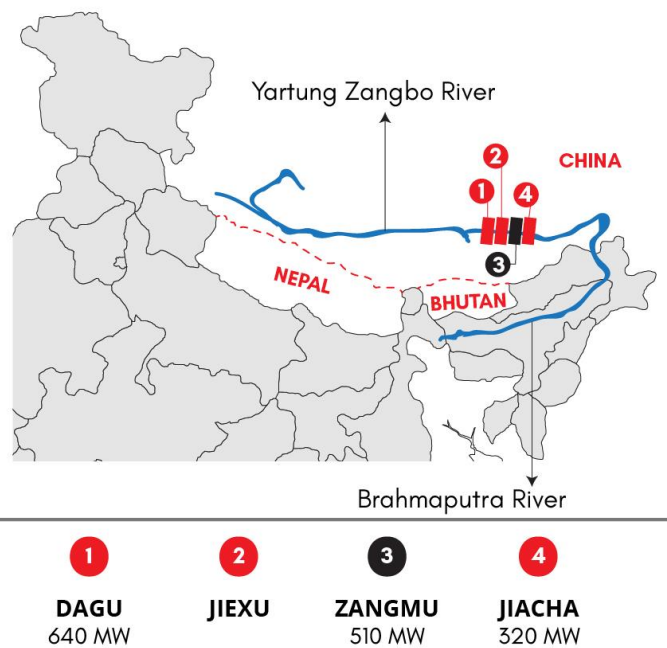 Yartung Zangbo River
2
CHINA
1
4
3
NEPAL
BHUTAN
Brahmaputra River
1
2
3
4
DAGU
JIEXU
ZANGMU
JIACHA
640 MW
510 MW
320 MW